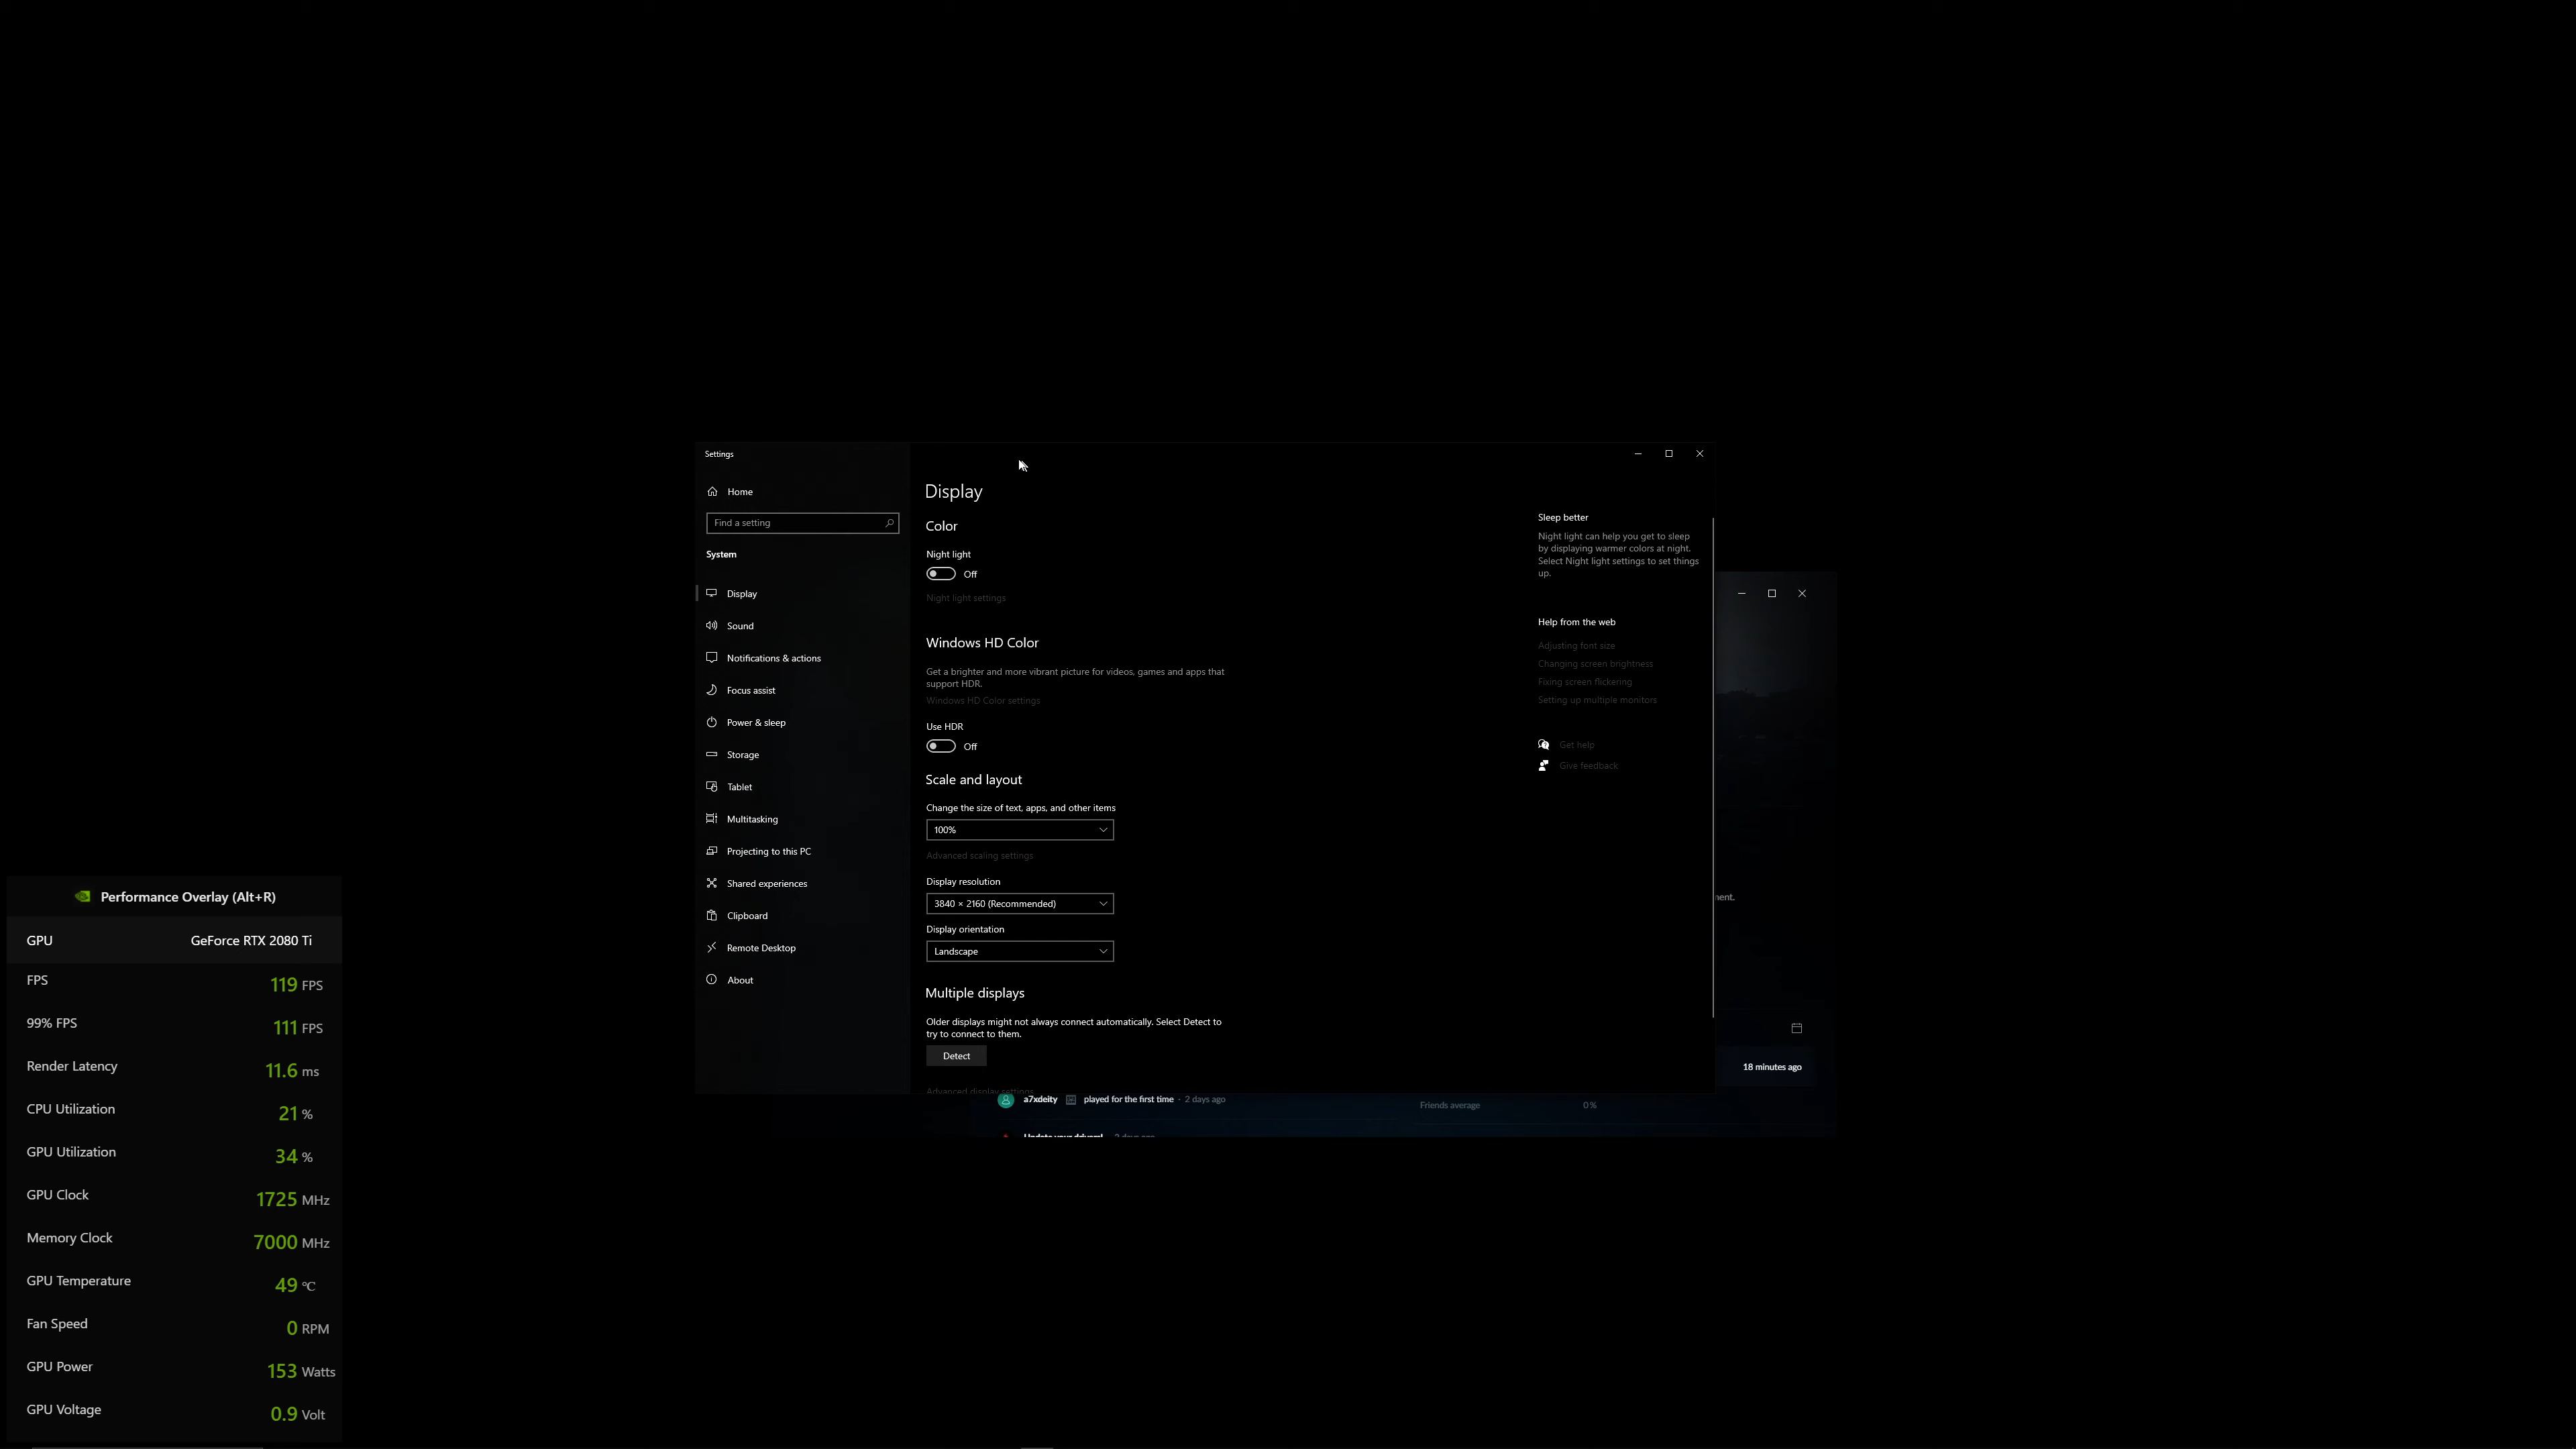 Settings
Home
Find a setting
System
Display
Sound
Notifications & actions
Focus assist
Power & sleep
Storage
Tablet
Multitasking
Projecting to this PC
Shared experiences
Clipboard
Remote Desktop
About
Display
Color
Night light
Off
Night light settings
Windows HD Color
Get a brighter and more vibrant picture for videos, games and apps that
support HDR.
Windows HD Color settings
Use HDR
Off
Scale and layout
Change the size of text, apps, and other items
100%
Advanced scaling settings
Display resolution
3840 × 2160 (Recommended)
Display orientation
Landscape
Multiple displays
Older displays might not always connect automatically. Select Detect to
try to connect to them.
Detect
Advanced display settings
Sleep better
Night light can help you get to sleep
by displaying warmer colors at night.
Select Night light settings to set things
up.
Help from the web
Adjusting font size
Changing screen brightness
Fixing screen flickering
Setting up multiple monitors
Get help
Give feedback
18 minutes ago
a7xdeity played for the first time · 2 days ago
Friends average 0 %
Update your drivers! 2 days ago
Performance Overlay (Alt+R)
GPU GeForce RTX 2080 Ti
FPS 119 FPS
99% FPS 111 FPS
Render Latency 11.6 ms
CPU Utilization 21 %
GPU Utilization 34 %
GPU Clock 1725 MHz
Memory Clock 7000 MHz
GPU Temperature 49 °C
Fan Speed 0 RPM
GPU Power 153 Watts
GPU Voltage 0.9 Volt